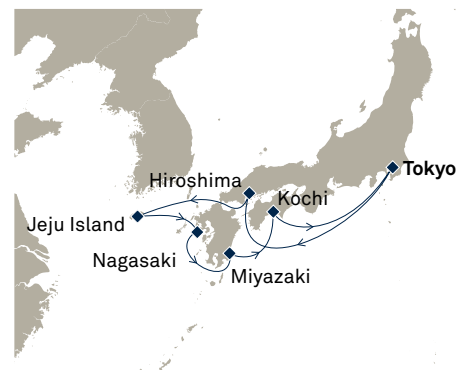 Tokyo
Hiroshima
Kochi
Jeju Island
Nagasaki
Miyazaki